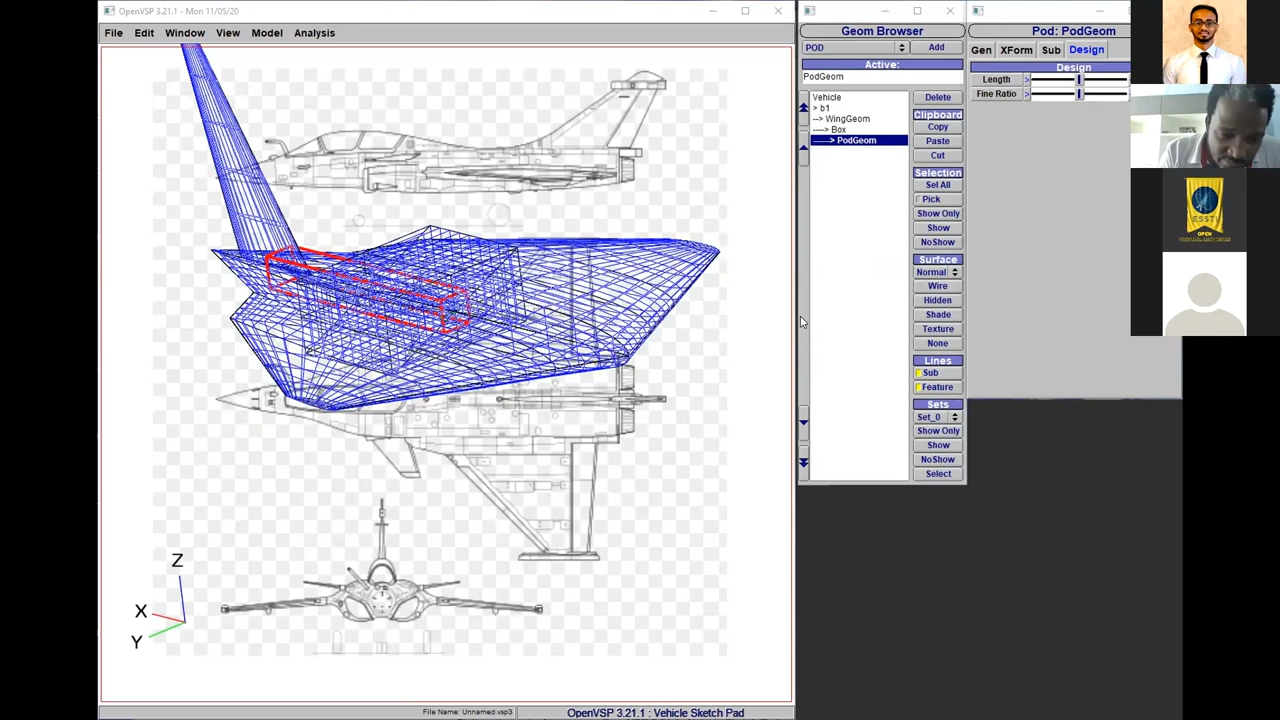 OpenVSP 3.21.1 - Mon 11/05/20
File Edit Window View Model Analysis
Z
X
Y
File Name: Unnamed.vsp3
OpenVSP 3.21.1 : Vehicle Sketch Pad
Geom Browser
POD
Add
Active:
PodGeom
Vehicle
> b1
--> WingGeom
----> Box
------> PodGeom
Delete
Clipboard
Copy
Paste
Cut
Selection
Sel All
Pick
Show Only
Show
NoShow
Surface
Normal
Wire
Hidden
Shade
Texture
None
Lines
Sub
Feature
Sets
Set_0
Show Only
Show
NoShow
Select
Pod: PodGeom
Gen XForm Sub Design
Design
Length >
Fine Ratio >
ESSTI
OPEN